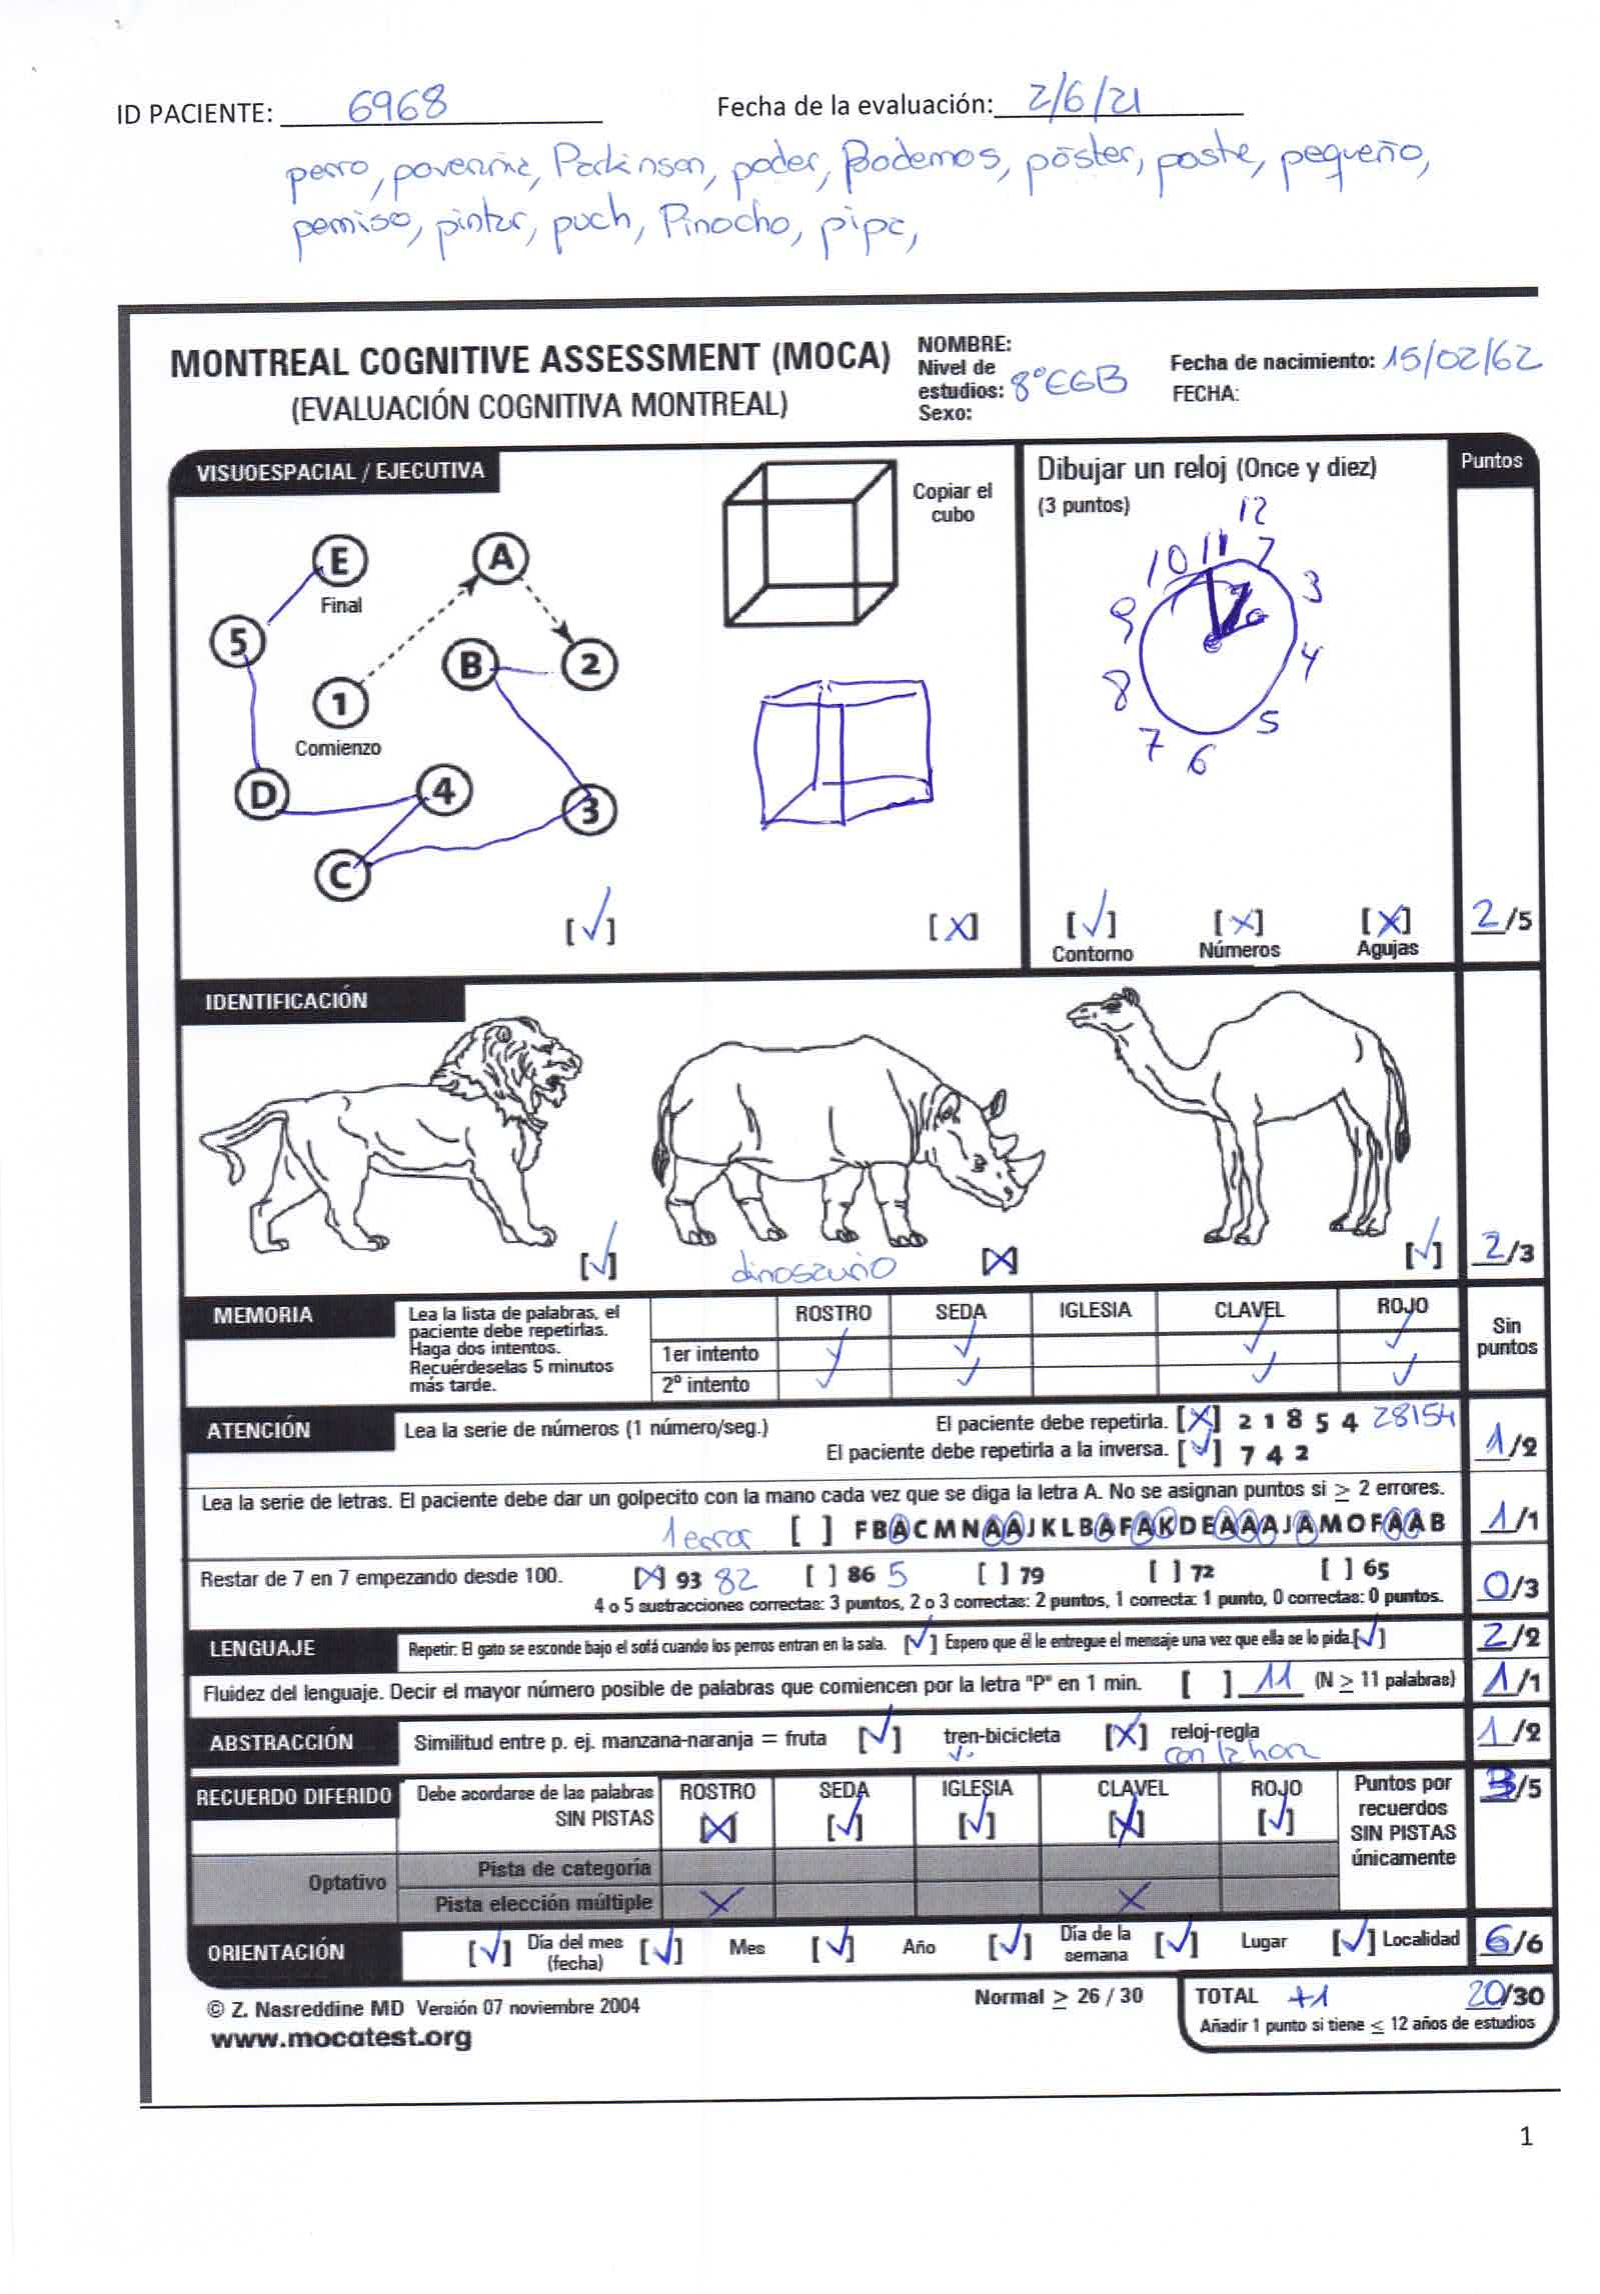 ID PACIENTE: 6968 Fecha de la evaluación: 2/6/21
perro, Parkinson, poder, Podemos, póster, poste, pequeño,
pintar, puch, Pinocho, pipa,
MONTREAL COGNITIVE ASSESSMENT (MOCA)
(EVALUACIÓN COGNITIVA MONTREAL)
NOMBRE:
Nivel de
estudios: 8º EGB
Sexo:
Fecha de nacimiento: 15/02/62
FECHA:
VISUOESPACIAL / EJECUTIVA
E
Final
A
5
B
2
1
Comienzo
D
4
3
C
Copiar el
cubo
[✓]
[X]
Dibujar un reloj (Once y diez)
(3 puntos)
12
10 11 2
9 3
8 4
7 6 5
[✓] [X] [X]
Contorno Números Agujas
Puntos
2/5
IDENTIFICACIÓN
[✓] dinosaurio [X] [✓] 2/3
MEMORIA
Lea la lista de palabras, el
paciente debe repetirlas.
Haga dos intentos.
Recuérdeselas 5 minutos
más tarde.
ROSTRO SEDA IGLESIA CLAVEL ROJO
1er intento ✓ ✓ ✓ ✓
2º intento ✓ ✓ ✓ ✓
Sin
puntos
ATENCIÓN
Lea la serie de números (1 número/seg.) El paciente debe repetirla. [X] 2 1 8 5 4 28154
El paciente debe repetirla a la inversa. [✓] 7 4 2 1/2
Lea la serie de letras. El paciente debe dar un golpecito con la mano cada vez que se diga la letra A. No se asignan puntos si ≥ 2 errores.
1 error [ ] FBACMNAAJKLBAFAKDEAAAJAMOFAAB 1/1
Restar de 7 en 7 empezando desde 100. [X] 93 82 [ ] 86 5 [ ] 79 [ ] 72 [ ] 65
4 o 5 sustracciones correctas: 3 puntos, 2 o 3 correctas: 2 puntos, 1 correcta: 1 punto, 0 correctas: 0 puntos. 0/3
LENGUAJE
Repetir: El gato se esconde bajo el sofá cuando los perros entran en la sala. [✓] Espero que él le entregue el mensaje una vez que ella se lo pida. [✓] 2/2
Fluidez del lenguaje. Decir el mayor número posible de palabras que comiencen por la letra "P" en 1 min. [ ] 11 (N ≥ 11 palabras) 1/1
ABSTRACCIÓN
Similitud entre p. ej. manzana-naranja = fruta [✓] tren-bicicleta [X] reloj-regla 1/2
con la hora
RECUERDO DIFERIDO
Debe acordarse de las palabras
SIN PISTAS
ROSTRO SEDA IGLESIA CLAVEL ROJO
[X] [✓] [✓] [X] [✓]
Puntos por
recuerdos
SIN PISTAS
únicamente
3/5
Optativo
Pista de categoría
Pista elección múltiple X X
ORIENTACIÓN
[✓] Día del mes
(fecha)
[✓] Mes [✓] Año [✓] Día de la
semana
[✓] Lugar [✓] Localidad 6/6
© Z. Nasreddine MD Versión 07 noviembre 2004
www.mocatest.org
Normal ≥ 26 / 30
TOTAL +1 20/30
Añadir 1 punto si tiene ≤ 12 años de estudios
1